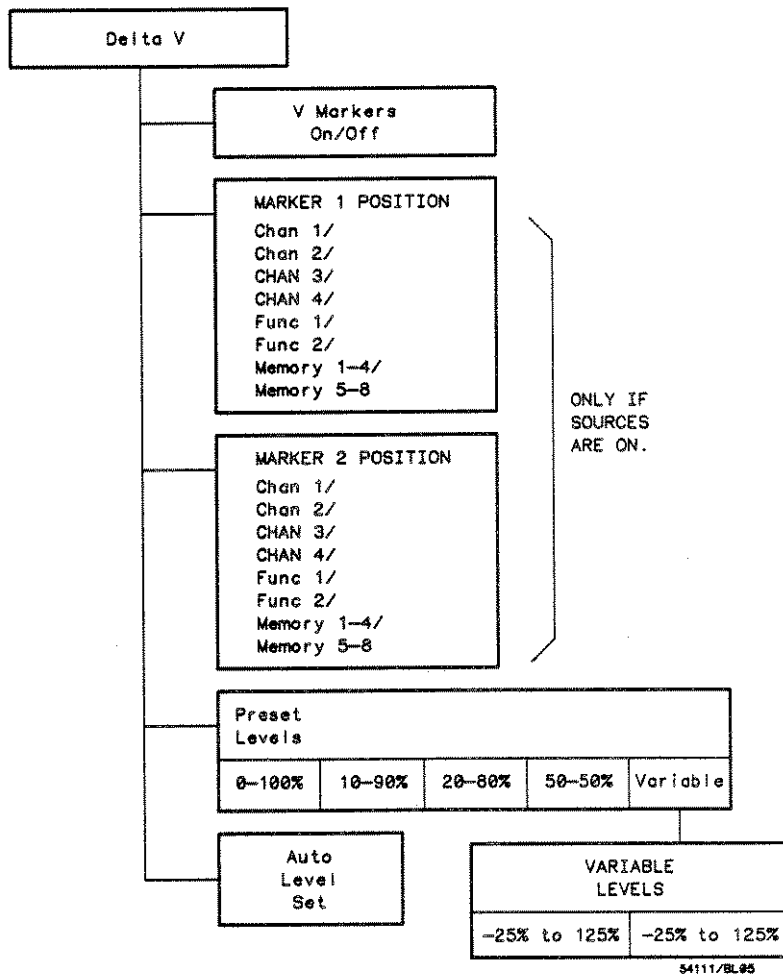 Delta V
V Markers
On/Off
MARKER 1 POSITION
Chan 1/
Chan 2/
CHAN 3/
CHAN 4/
Func 1/
Func 2/
Memory 1-4/
Memory 5-8
ONLY IF
SOURCES
ARE ON.
MARKER 2 POSITION
Chan 1/
Chan 2/
CHAN 3/
CHAN 4/
Func 1/
Func 2/
Memory 1-4/
Memory 5-8
Preset
Levels
0-100% 10-90% 20-80% 50-50% Variable
Auto
Level
Set
VARIABLE
LEVELS
-25% to 125% -25% to 125%
54111/BL05